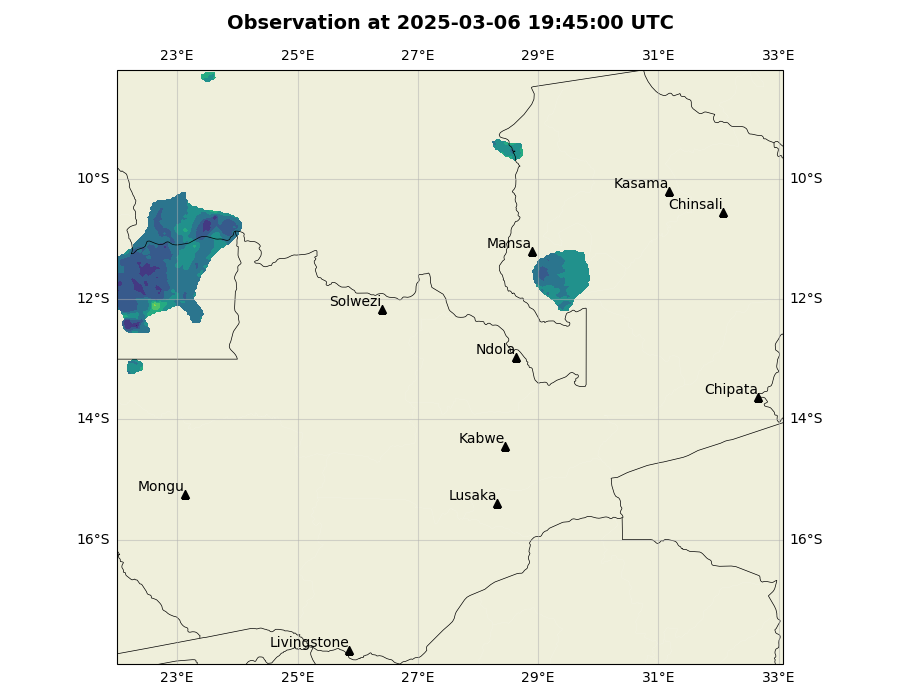 Observation at 2025-03-06 19:45:00 UTC
23°E 25°E 27°E 29°E 31°E 33°E
10°S 10°S
Kasama
Chinsali
Mansa
12°S 12°S
Solwezi
Ndola
Chipata
14°S 14°S
Kabwe
Mongu
Lusaka
16°S 16°S
Livingstone
23°E 25°E 27°E 29°E 31°E 33°E